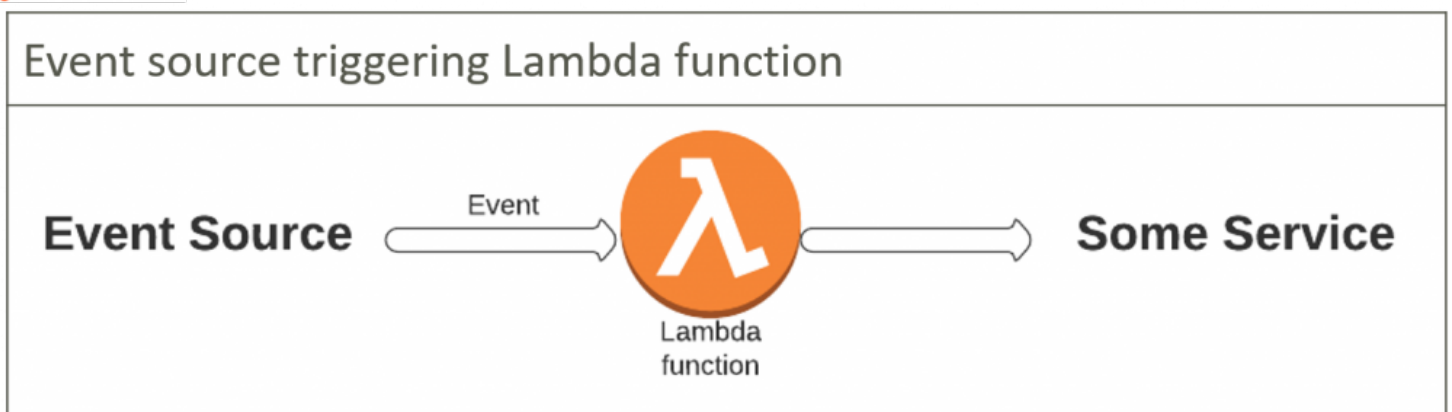 Event source triggering Lambda function
Event
Event Source
Some Service
Lambda
function